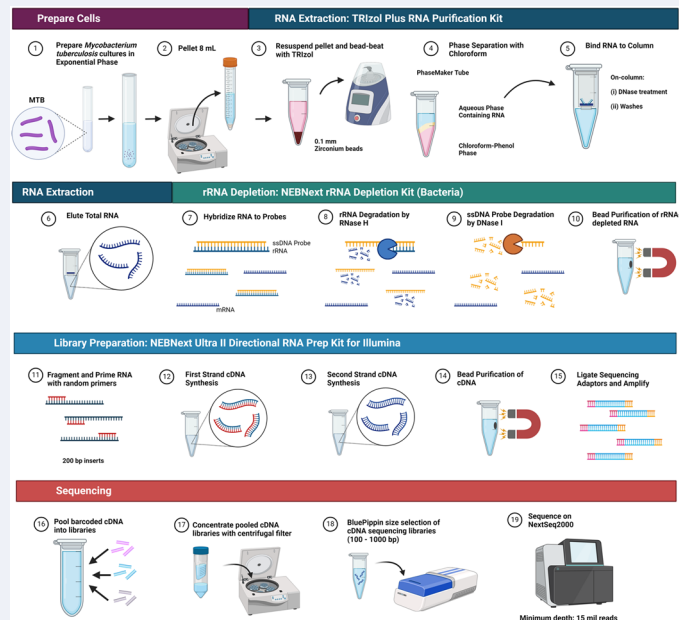 Prepare Cells
RNA Extraction: TRIzol Plus RNA Purification Kit
1
Prepare Mycobacterium
tuberculosis cultures in
Exponential Phase
MTB
2
Pellet 8 mL
3
Resuspend pellet and bead-beat
with TRIzol
0.1 mm
Zirconium beads
4
Phase Separation with
Chloroform
PhaseMaker Tube
Aqueous Phase
Containing RNA
Chloroform-Phenol
Phase
5
Bind RNA to Column
On-column:
(i) DNase treatment
(ii) Washes
RNA Extraction
rRNA Depletion: NEBNext rRNA Depletion Kit (Bacteria)
6
Elute Total RNA
7
Hybridize RNA to Probes
ssDNA Probe
rRNA
mRNA
8
rRNA Degradation by
RNase H
9
ssDNA Probe Degradation
by DNase I
10
Bead Purification of rRNA
depleted RNA
Library Preparation: NEBNext Ultra II Directional RNA Prep Kit for Illumina
11
Fragment and Prime RNA
with random primers
200 bp inserts
12
First Strand cDNA
Synthesis
13
Second Strand cDNA
Synthesis
14
Bead Purification of
cDNA
15
Ligate Sequencing
Adaptors and Amplify
Sequencing
16
Pool barcoded cDNA
into libraries
17
Concentrate pooled cDNA
libraries with centrifugal filter
18
BluePippin size selection of
cDNA sequencing libraries
(100 - 1000 bp)
19
Sequence on
NextSeq2000
Minimum depth: 15 mil reads